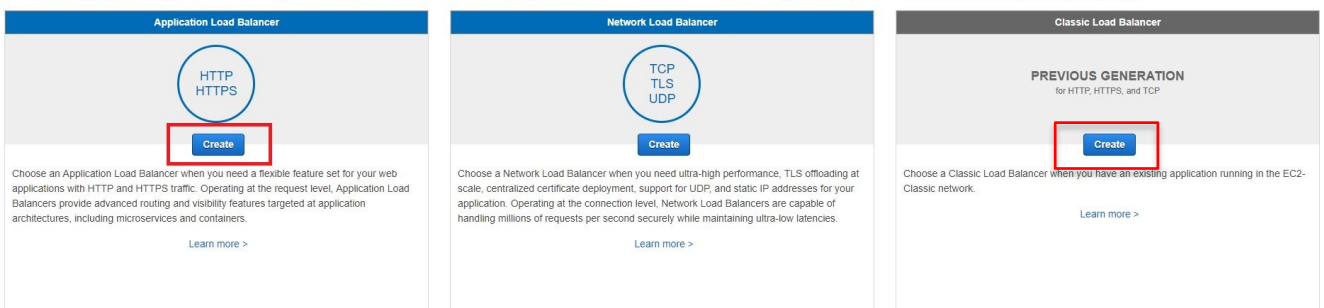 Application Load Balancer
HTTP
HTTPS
Create
Choose an Application Load Balancer when you need a flexible feature set for your web
applications with HTTP and HTTPS traffic. Operating at the request level, Application Load
Balancers provide advanced routing and visibility features targeted at application
architectures, including microservices and containers.
Learn more >
Network Load Balancer
TCP
TLS
UDP
Create
Choose a Network Load Balancer when you need ultra-high performance, TLS offloading at
scale, centralized certificate deployment, support for UDP, and static IP addresses for your
application. Operating at the connection level, Network Load Balancers are capable of
handling millions of requests per second securely while maintaining ultra-low latencies.
Learn more >
Classic Load Balancer
PREVIOUS GENERATION
for HTTP, HTTPS, and TCP
Create
Choose a Classic Load Balancer when you have an existing application running in the EC2-
Classic network.
Learn more >